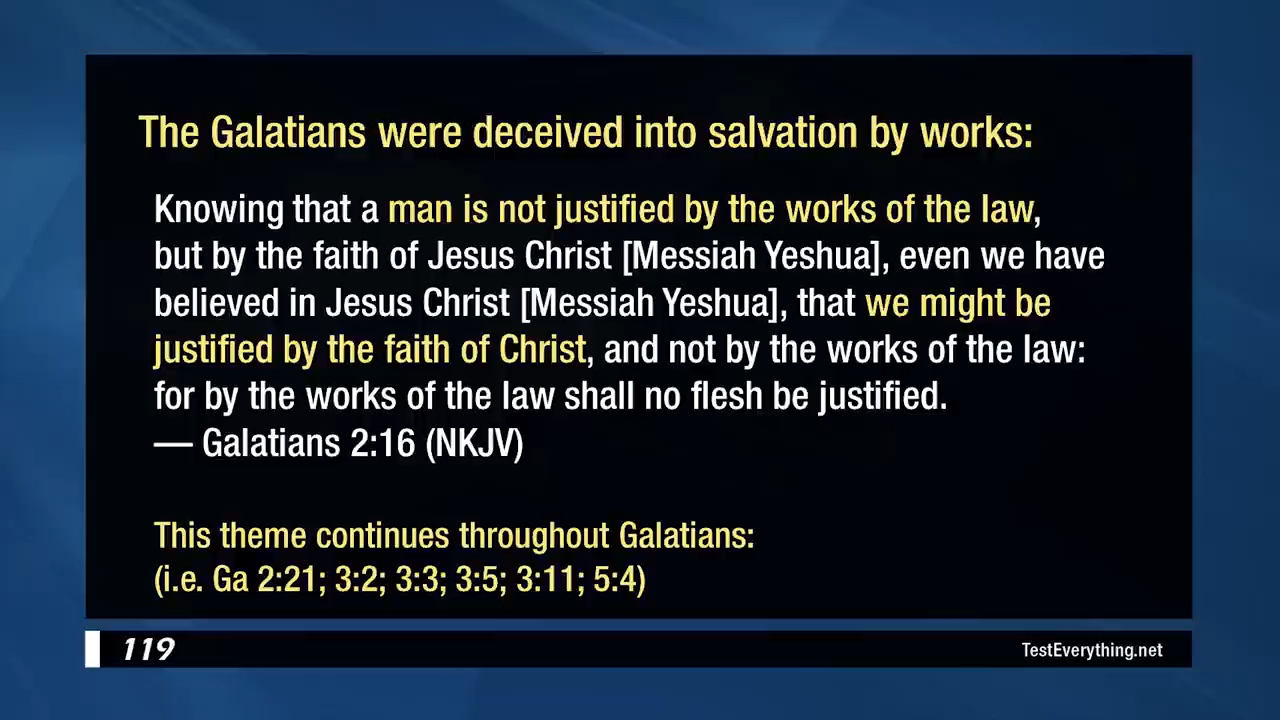 The Galatians were deceived into salvation by works:
Knowing that a man is not justified by the works of the law,
but by the faith of Jesus Christ [Messiah Yeshua], even we have
believed in Jesus Christ [Messiah Yeshua], that we might be
justified by the faith of Christ, and not by the works of the law:
for by the works of the law shall no flesh be justified.
— Galatians 2:16 (NKJV)
This theme continues throughout Galatians:
(i.e. Ga 2:21; 3:2; 3:3; 3:5; 3:11; 5:4)
119
TestEverything.net